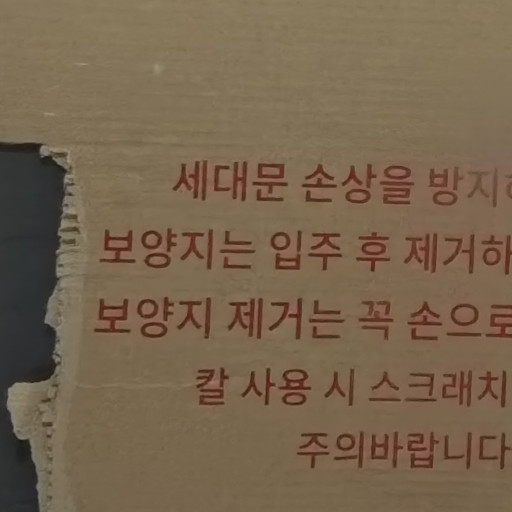 세대문 손상을 방지하
보양지는 입주 후 제거하
보양지 제거는 꼭 손으로
칼 사용 시 스크래치
주의바랍니다